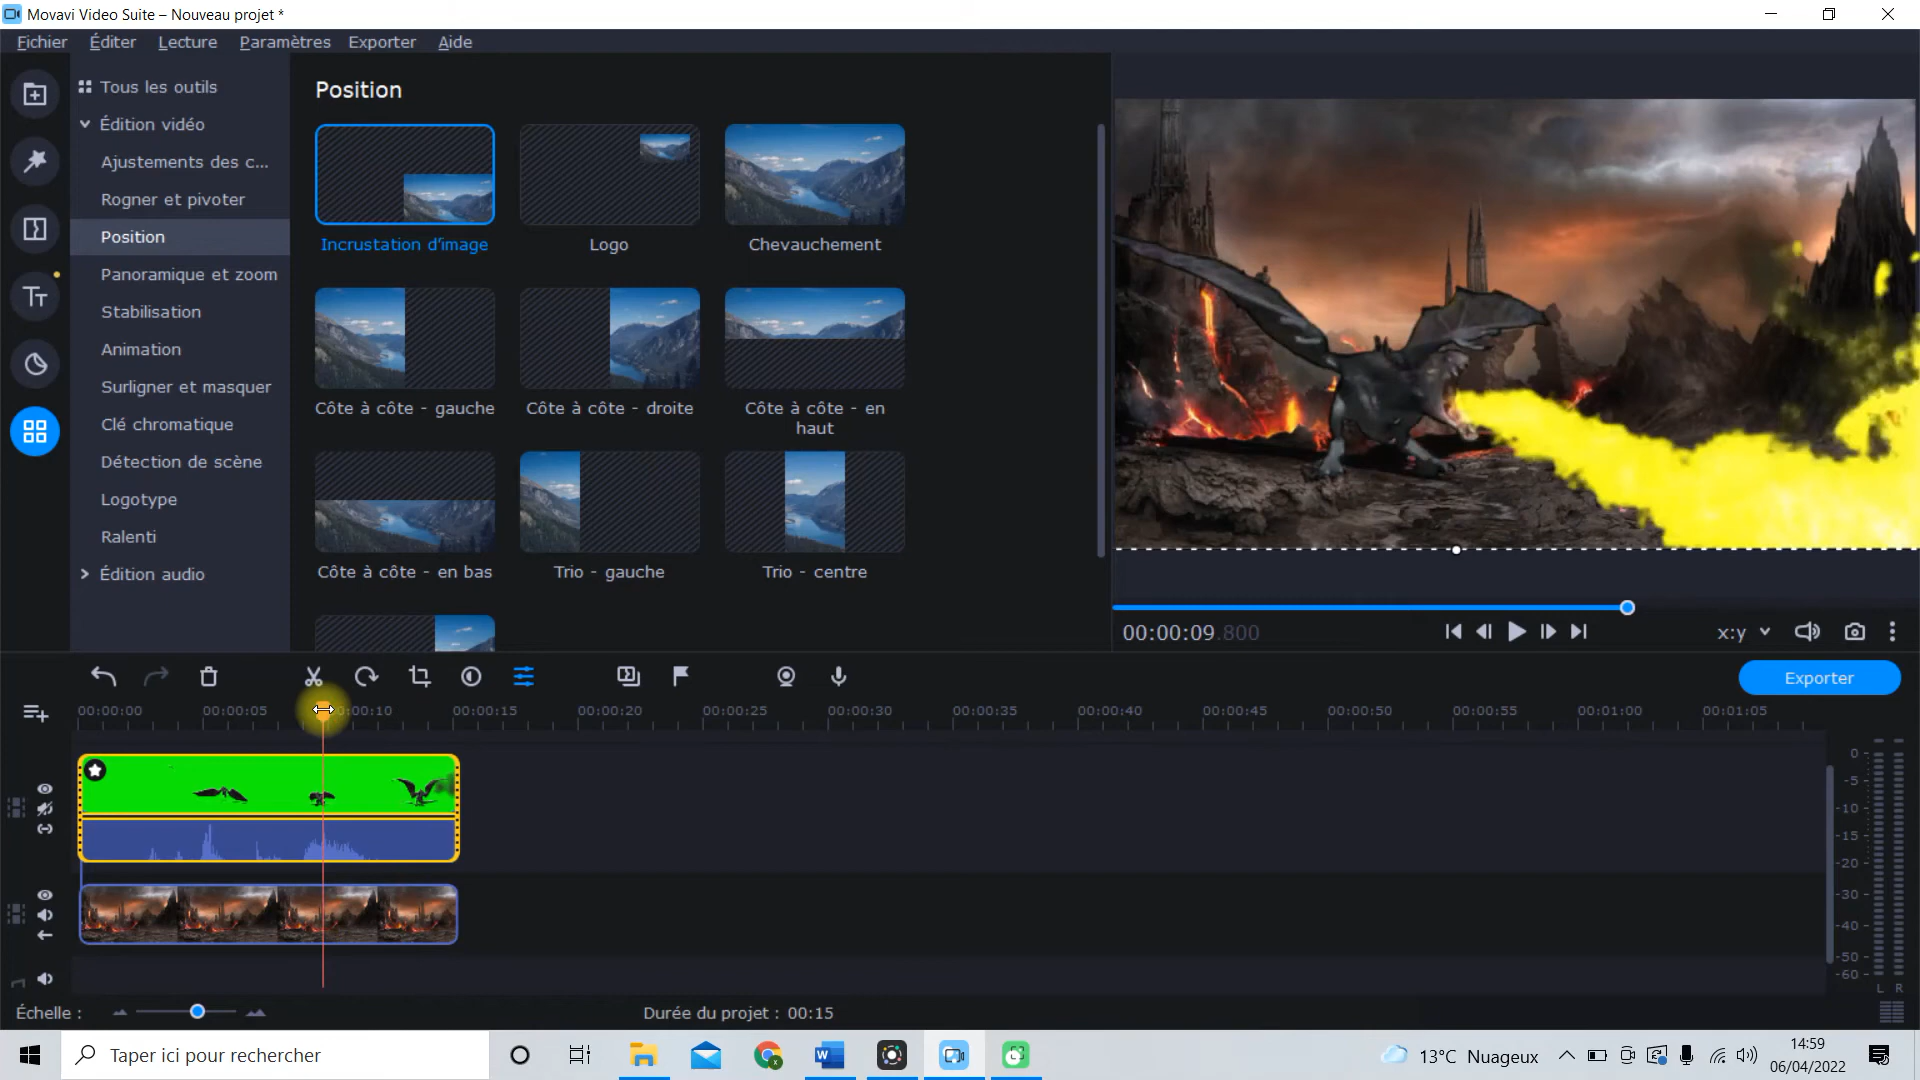 Movavi Video Suite – Nouveau projet *
Fichier Éditer Lecture Paramètres Exporter Aide
Tous les outils
Édition vidéo
Ajustements des c...
Rogner et pivoter
Position
Panoramique et zoom
Stabilisation
Animation
Surligner et masquer
Clé chromatique
Détection de scène
Logotype
Ralenti
Édition audio
Position
Incrustation d'image Logo Chevauchement
Côte à côte - gauche Côte à côte - droite Côte à côte - en
haut
Côte à côte - en bas Trio - gauche Trio - centre
00:00:09.800
x:y
Exporter
00:00:00 00:00:05 00:00:10 00:00:15 00:00:20 00:00:25 00:00:30 00:00:35 00:00:40 00:00:45 00:00:50 00:00:55 00:01:00 00:01:05
0
-5
-10
-15
-20
-30
-40
-50
-60
L R
Échelle :
Durée du projet : 00:15
Taper ici pour rechercher
13°C Nuageux
14:59
06/04/2022